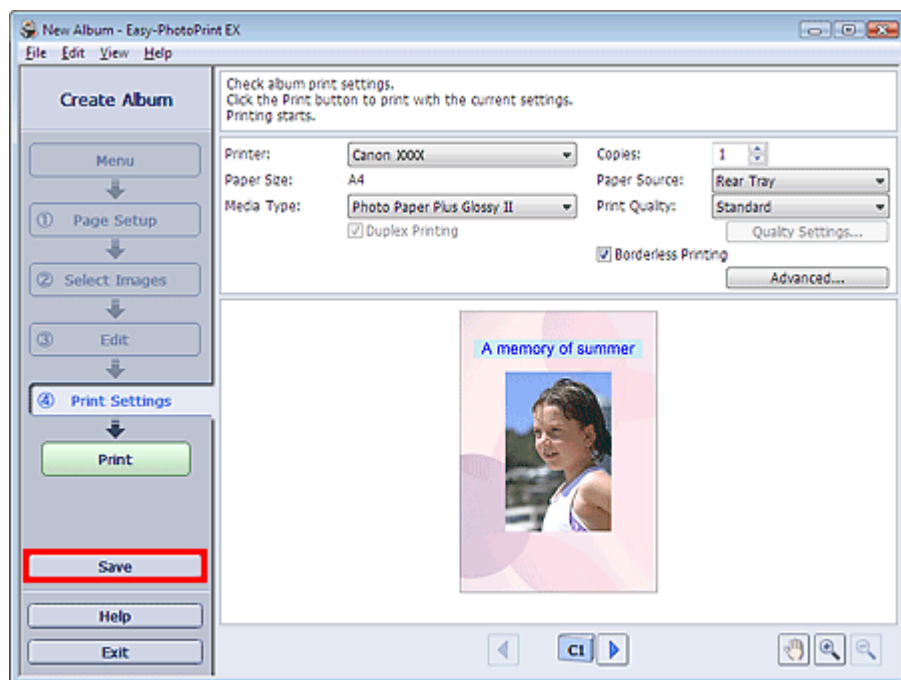 New Album - Easy-PhotoPrint EX
File Edit View Help
Create Album
Menu
① Page Setup
② Select Images
③ Edit
④ Print Settings
Print
Save
Help
Exit
Check album print settings.
Click the Print button to print with the current settings.
Printing starts.
Printer: Canon XXXX Copies: 1
Paper Size: A4 Paper Source: Rear Tray
Media Type: Photo Paper Plus Glossy II Print Quality: Standard
Duplex Printing Quality Settings...
Borderless Printing
Advanced...
A memory of summer
C1